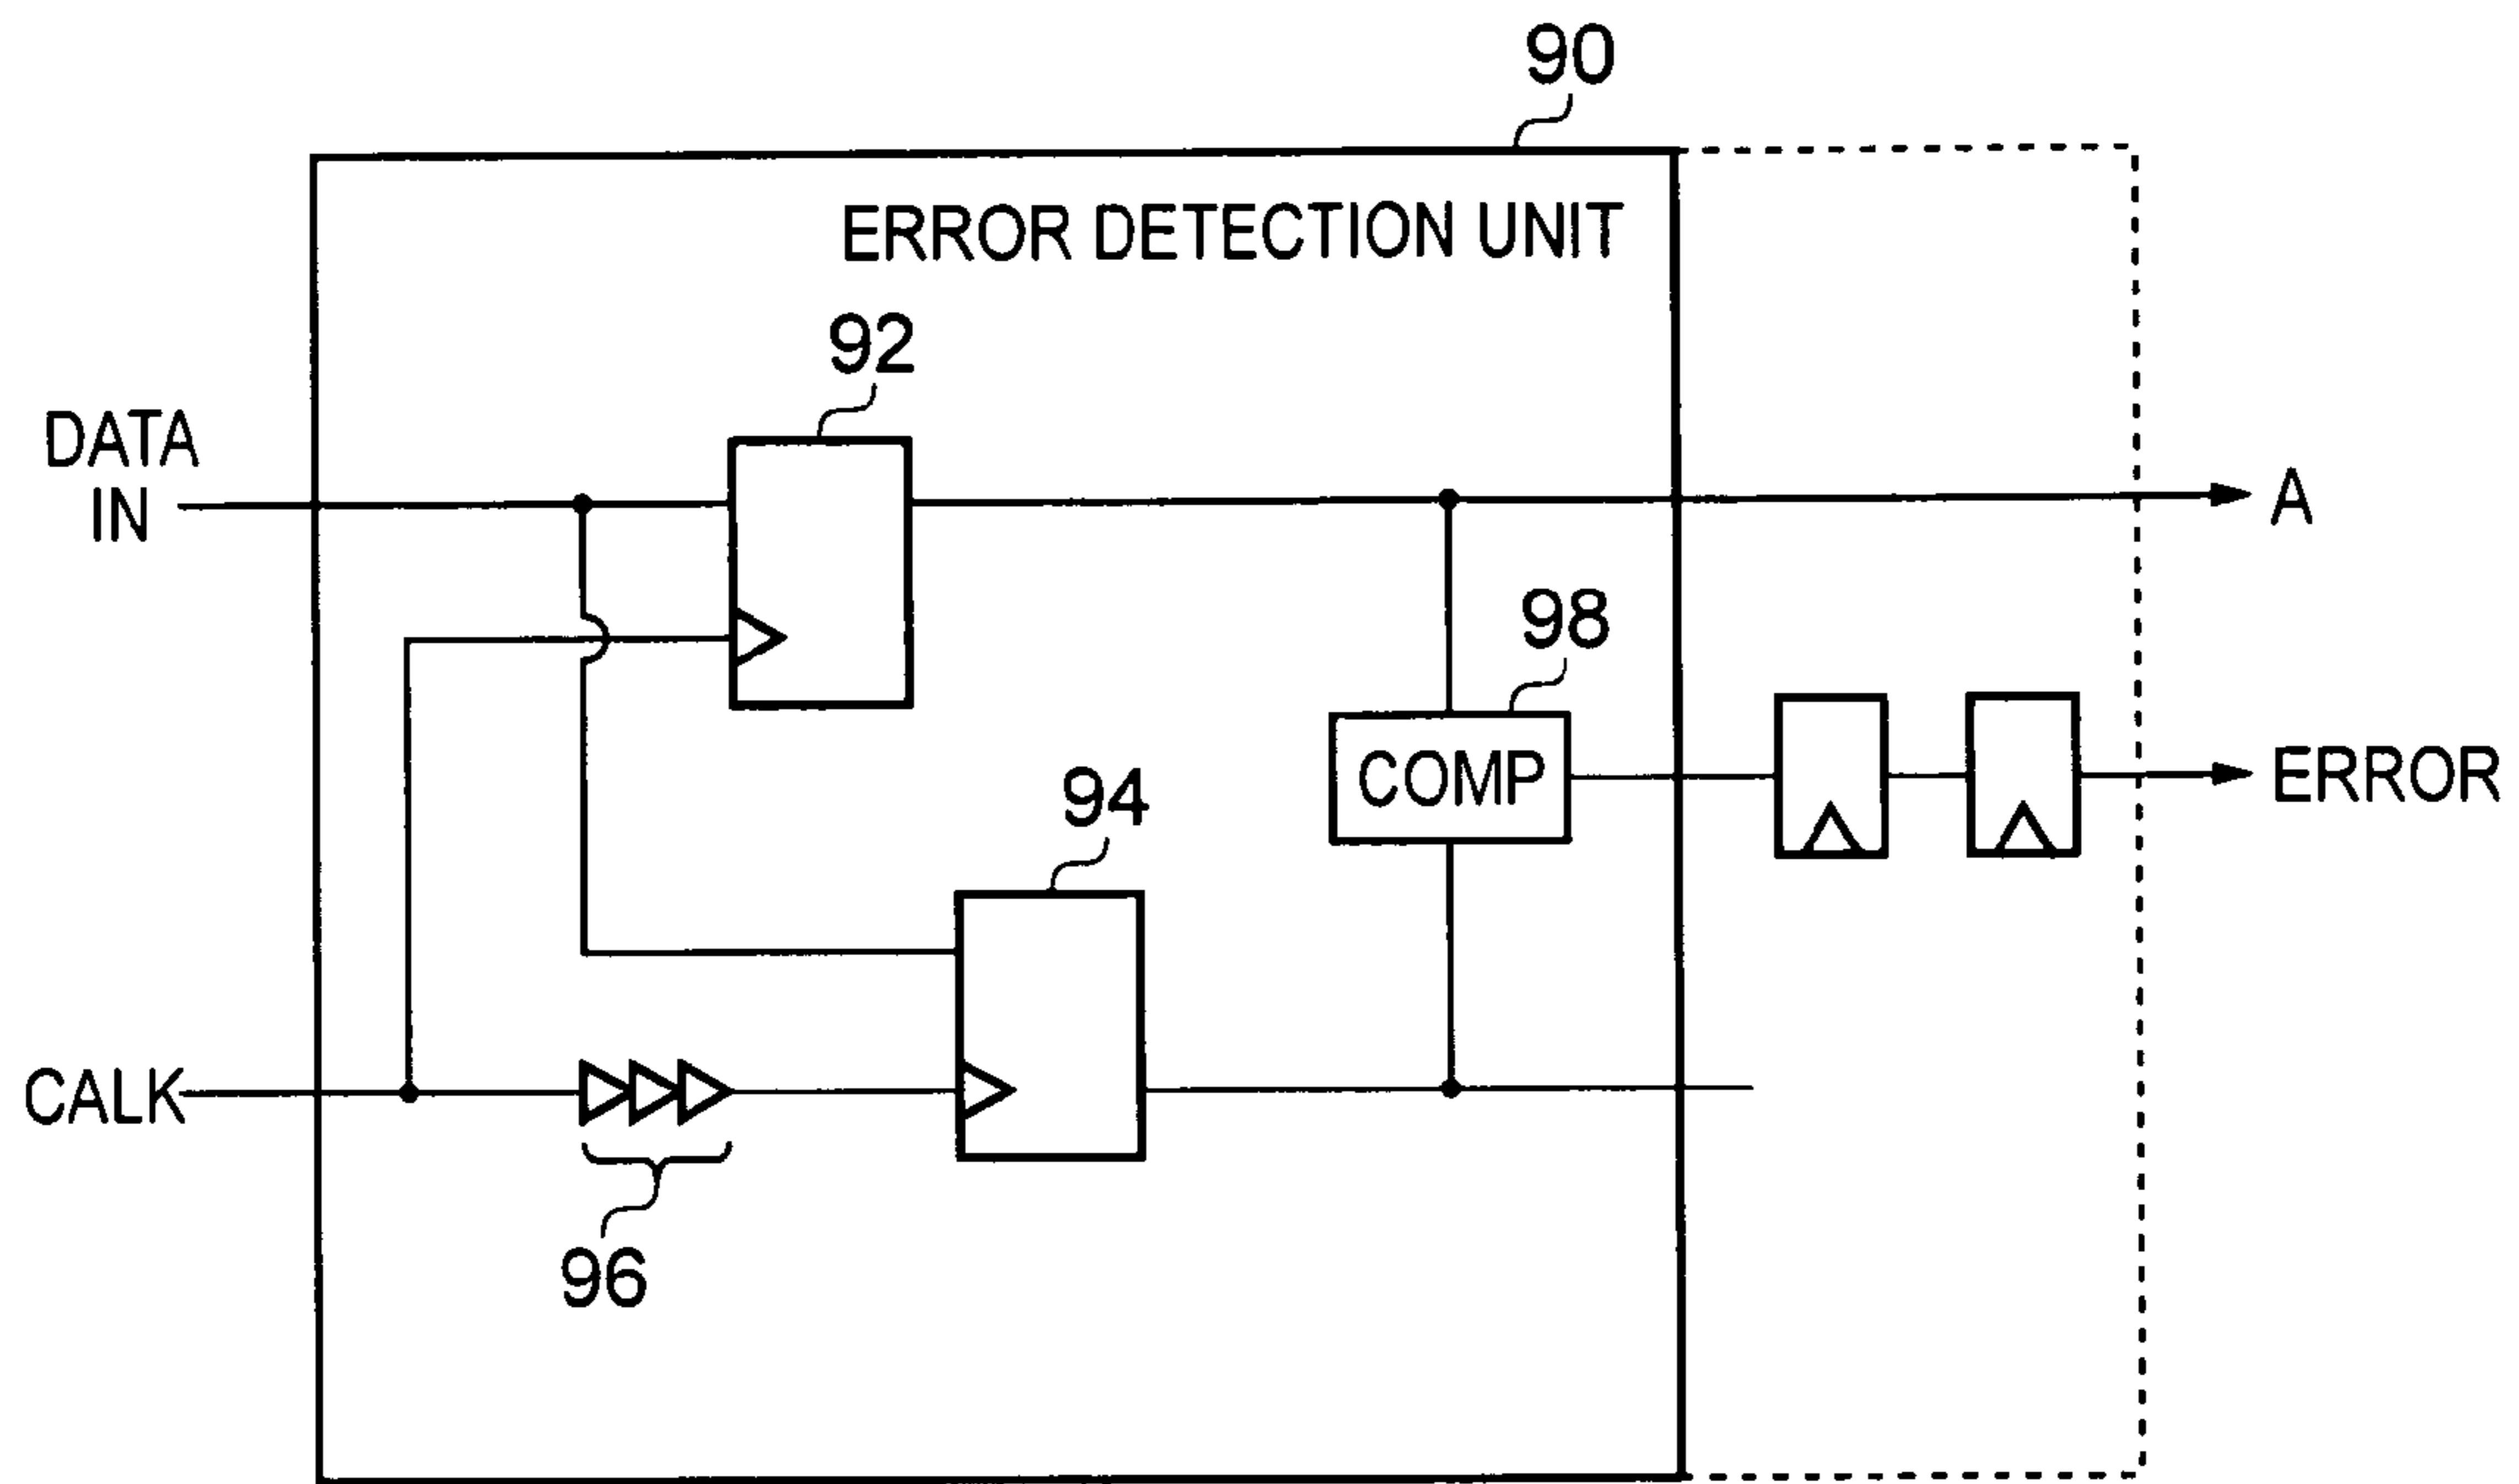 90
ERROR DETECTION UNIT
92
DATA
IN
A
98
COMP
ERROR
94
CALK
96